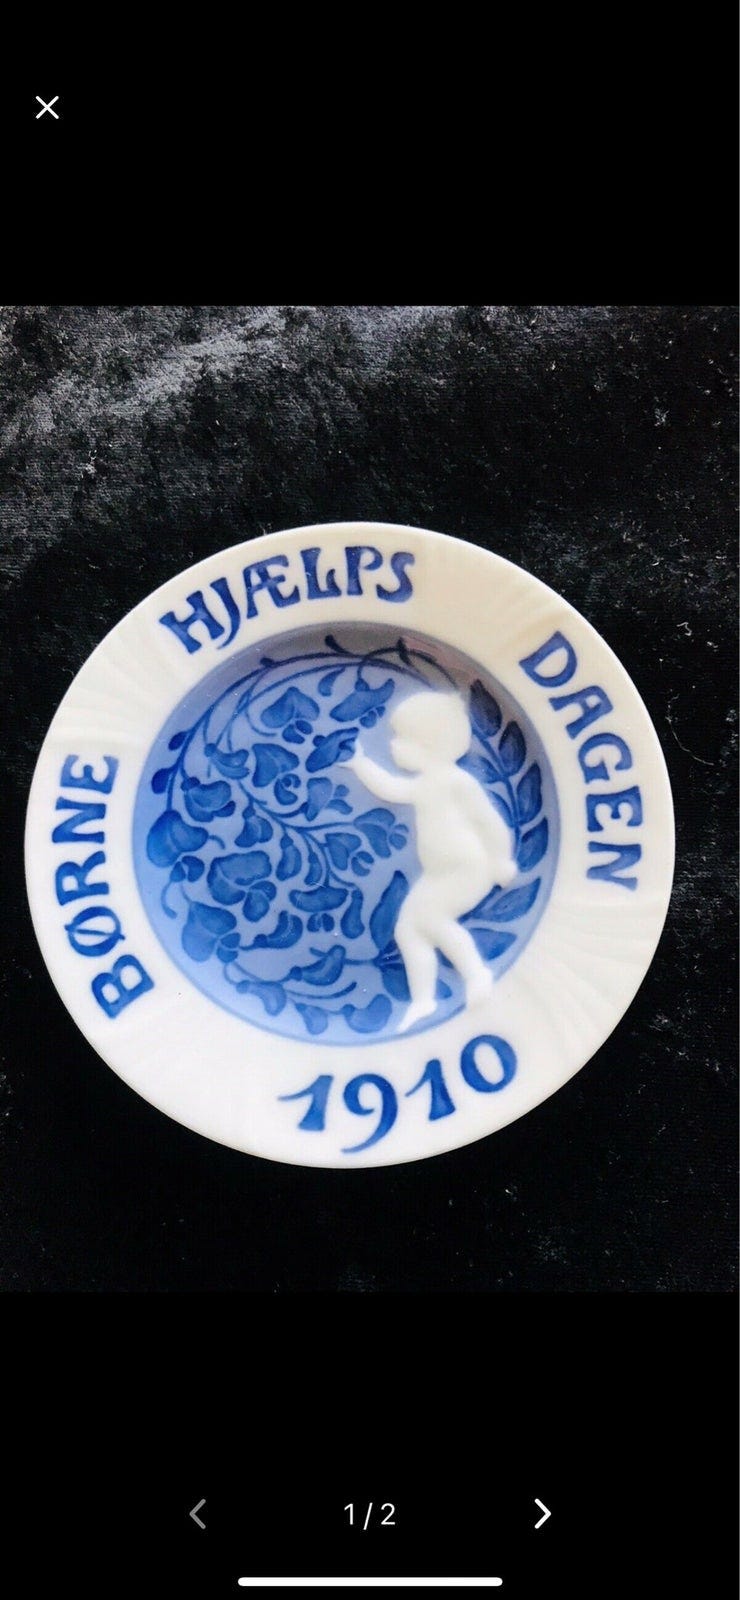 BØRNE
HJÆLPS
DAGEN
1910
1/2